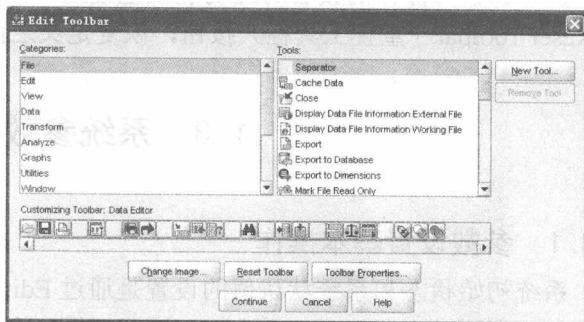 Edit Toolbar
Categories:
Tools:
File
Edit
View
Data
Transform
Analyze
Graphs
Utilities
Window
Separator
Cache Data
Close
Display Data File Information External File
Display Data File Information Working File
Export
Export to Database
Export to Dimensions
Mark File Read Only
New Tool...
Remove Tool
Customizing Toolbar: Data Editor
Change Image...
Reset Toolbar
Toolbar Properties...
Continue
Cancel
Help